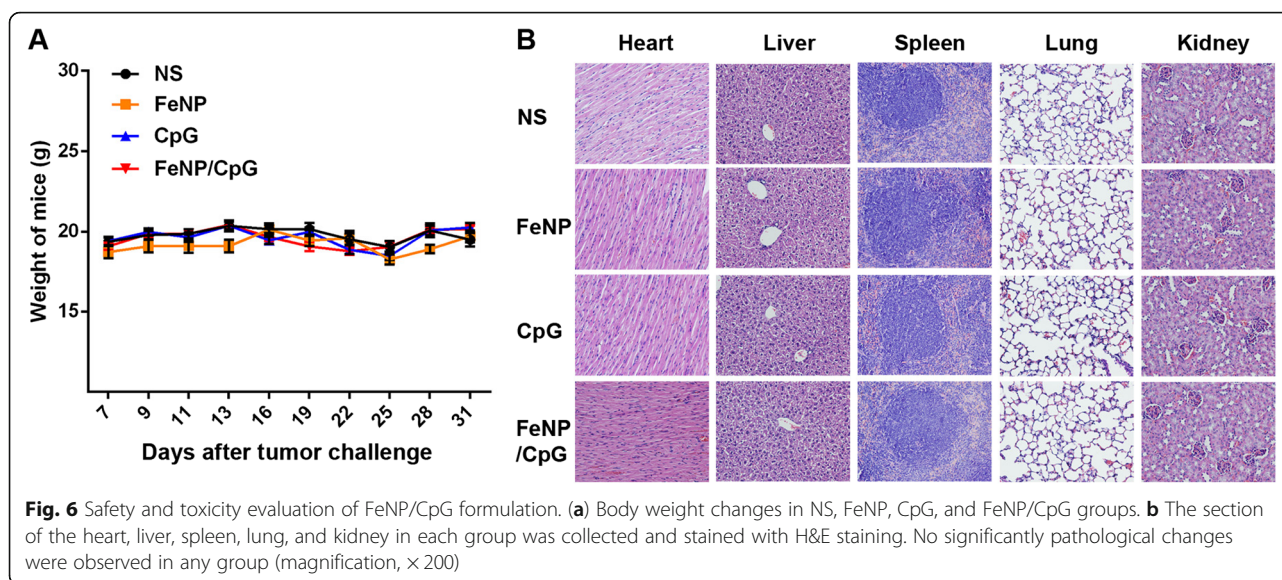 A
30
25
20
15
Weight of mice (g)
NS
FeNP
CpG
FeNP/CpG
7 9 11 13 16 19 22 25 28 31
Days after tumor challenge
B
Heart Liver Spleen Lung Kidney
NS
FeNP
CpG
FeNP
/CpG
Fig. 6 Safety and toxicity evaluation of FeNP/CpG formulation. (a) Body weight changes in NS, FeNP, CpG, and FeNP/CpG groups. b The section
of the heart, liver, spleen, lung, and kidney in each group was collected and stained with H&E staining. No significantly pathological changes
were observed in any group (magnification, × 200)